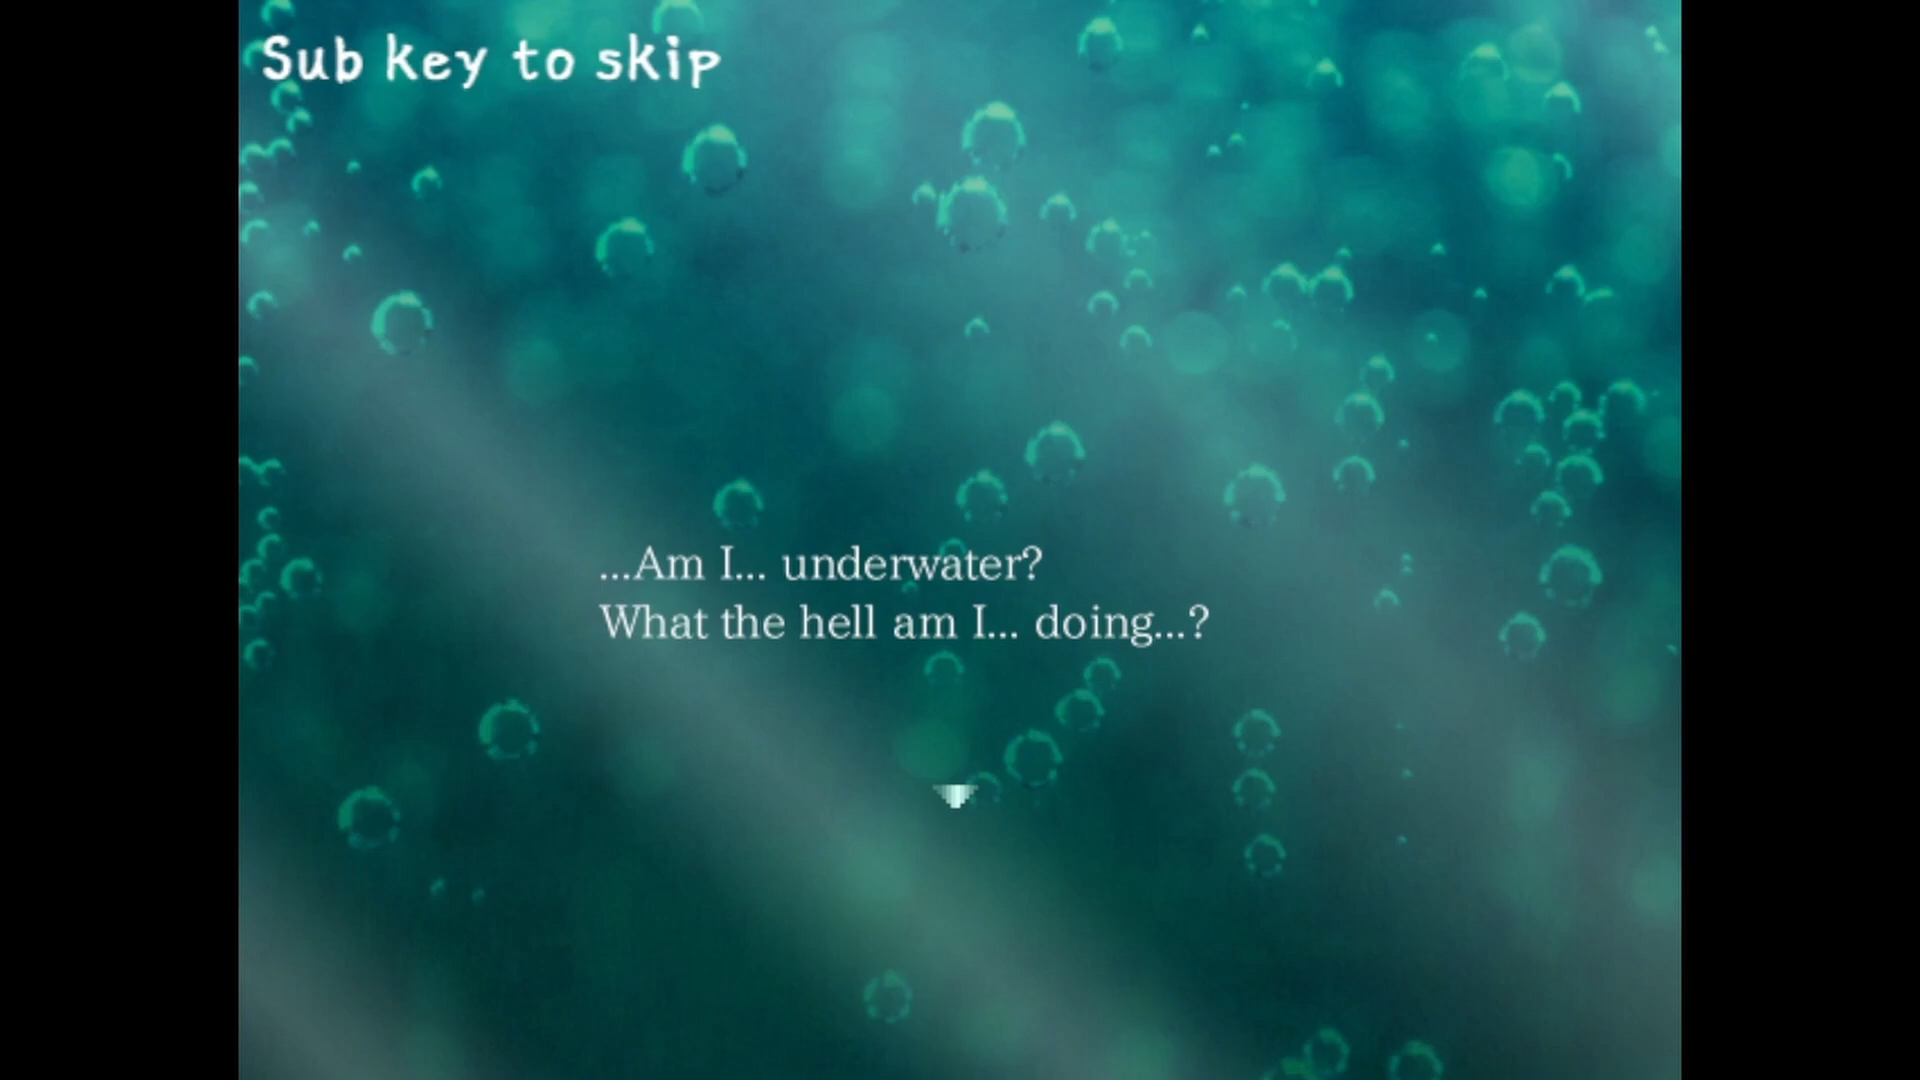 Sub key to skip
...Am I... underwater?
What the hell am I... doing...?